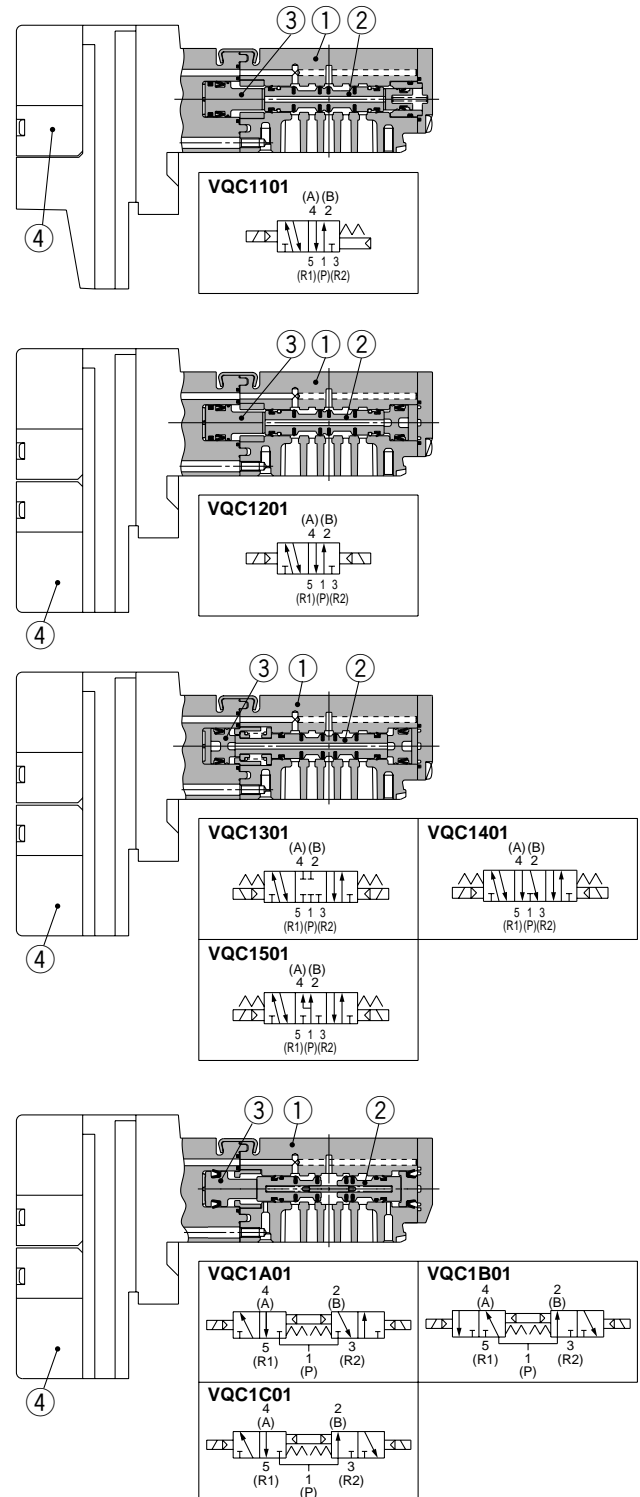 ③ ① ②
④
VQC1101
(A) (B)
4 2
5 1 3
(R1)(P)(R2)
③ ① ②
④
VQC1201
(A) (B)
4 2
5 1 3
(R1)(P)(R2)
③ ① ②
④
VQC1301
(A) (B)
4 2
5 1 3
(R1)(P)(R2)
VQC1401
(A) (B)
4 2
5 1 3
(R1)(P)(R2)
VQC1501
(A) (B)
4 2
5 1 3
(R1)(P)(R2)
③ ① ②
④
VQC1A01
4 2
(A) (B)
5 1 3
(R1) (P) (R2)
VQC1B01
4 2
(A) (B)
5 1 3
(R1) (P) (R2)
VQC1C01
4 2
(A) (B)
5 1 3
(R1) (P) (R2)